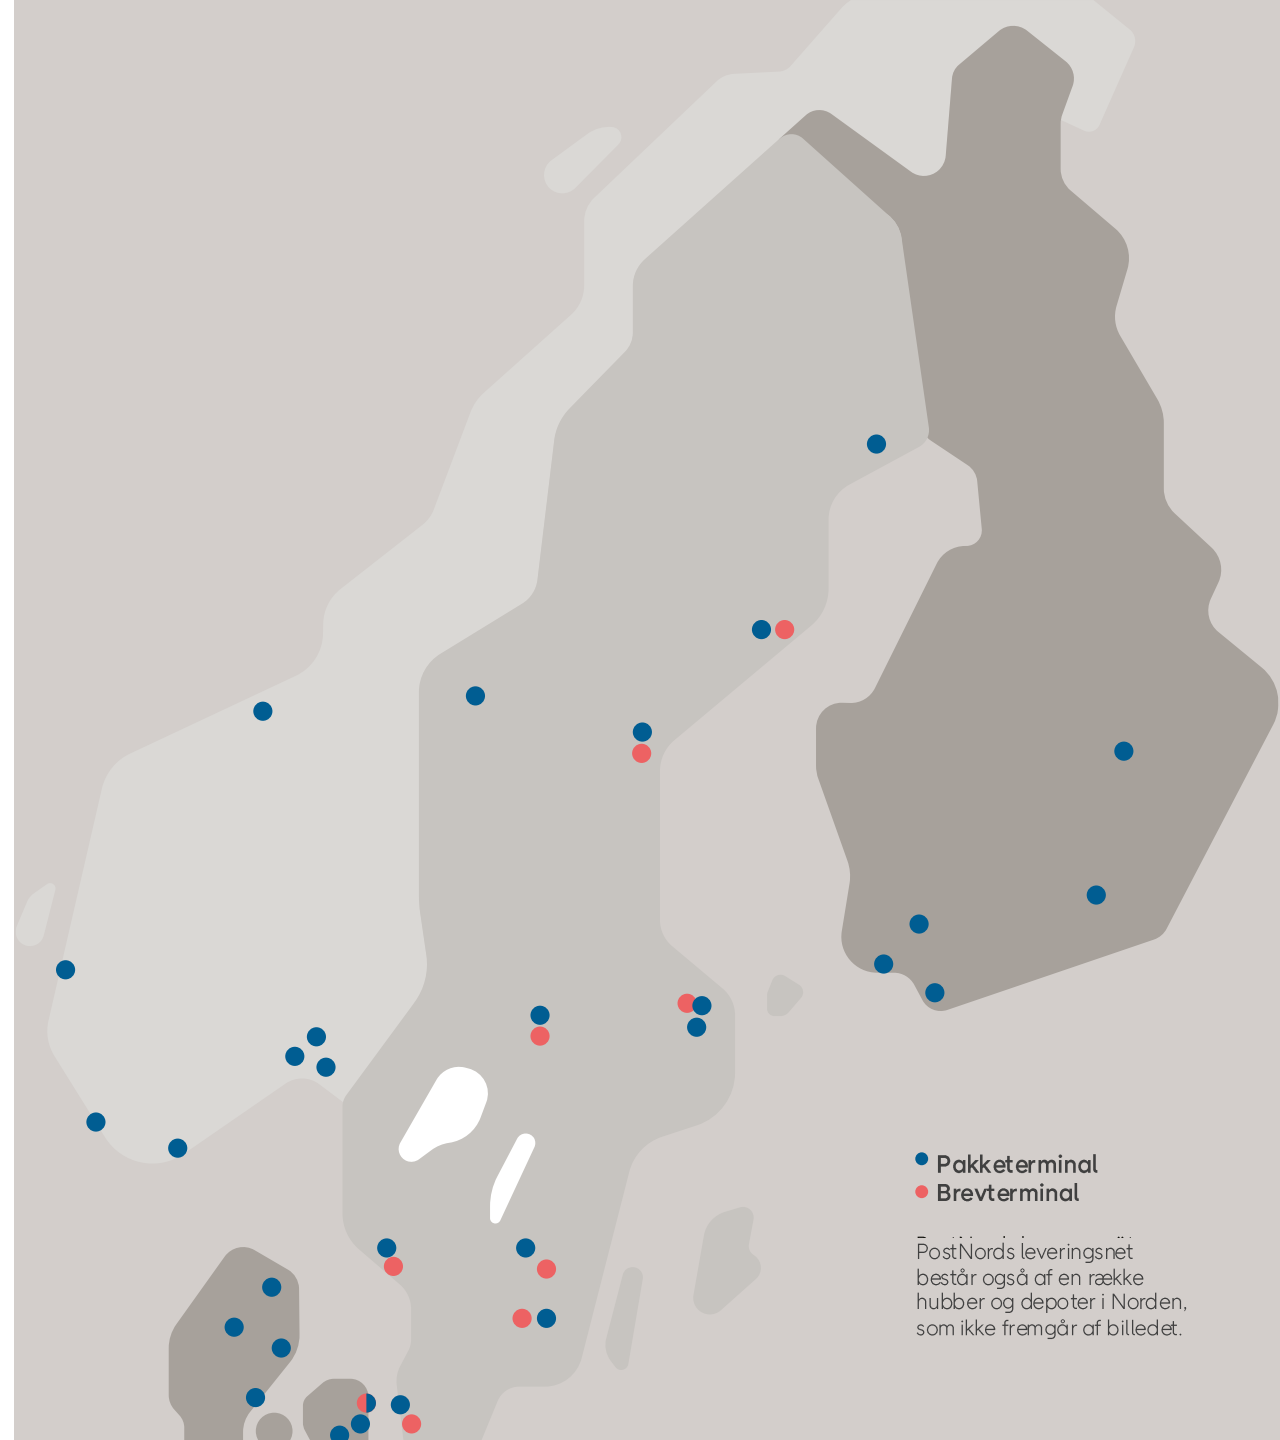 Pakketerminal
Brevterminal
PostNords leveringsnet
består også af en række
hubber og depoter i Norden,
som ikke fremgår af billedet.